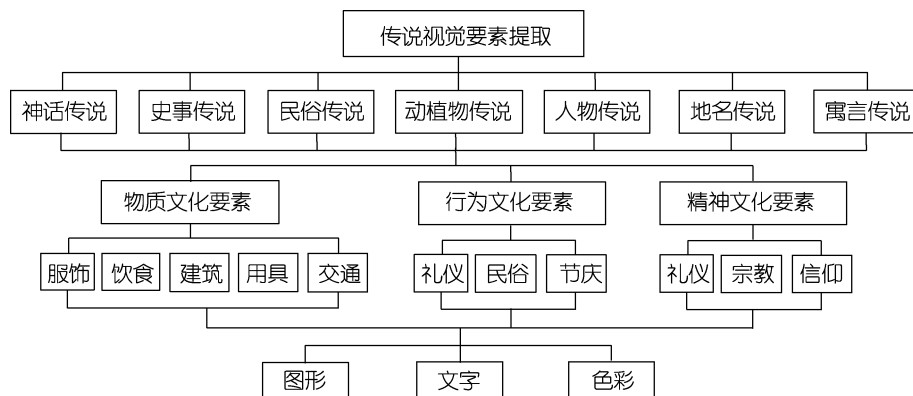 传说视觉要素提取
神话传说 史事传说 民俗传说 动植物传说 人物传说 地名传说 寓言传说
物质文化要素 行为文化要素 精神文化要素
服饰 饮食 建筑 用具 交通 礼仪 民俗 节庆 礼仪 宗教 信仰
图形 文字 色彩